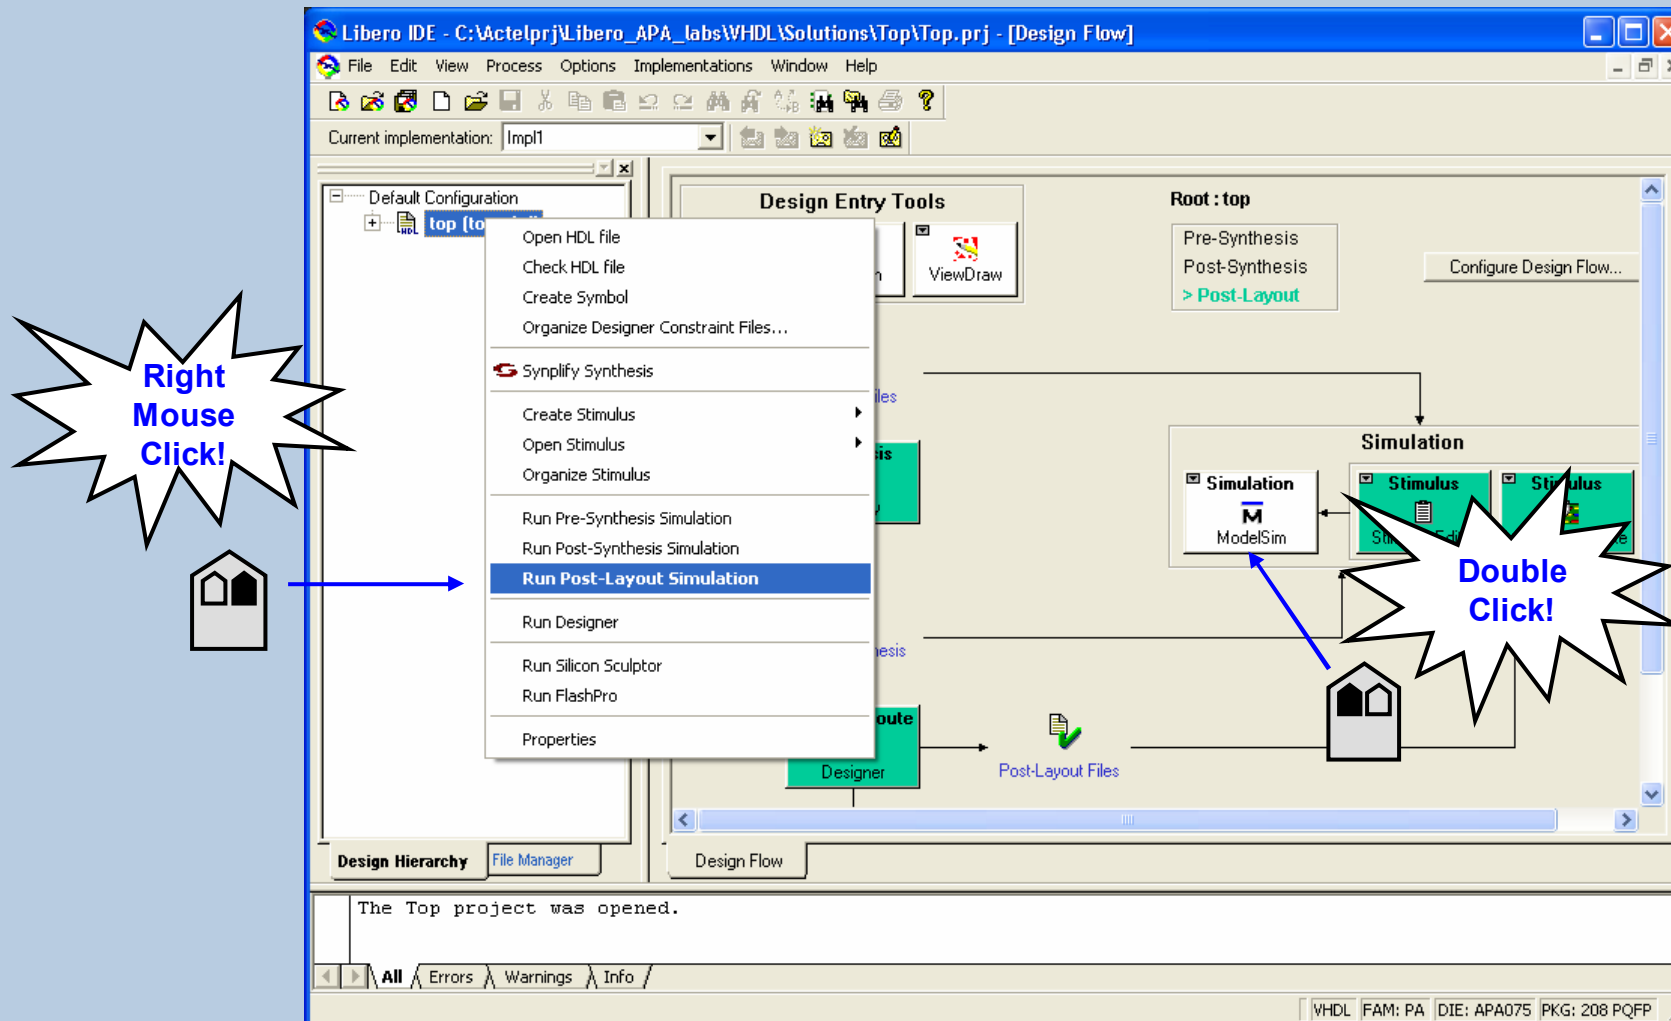 Libero IDE - C:\Actelprj\Libero_APA_labs\VHDL\Solutions\Top\Top.prj - [Design Flow]
File Edit View Process Options Implementations Window Help
Current implementation: Impl1
Default Configuration
top
Open HDL file
Check HDL file
Create Symbol
Organize Designer Constraint Files...
Synplify Synthesis
Create Stimulus
Open Stimulus
Organize Stimulus
Run Pre-Synthesis Simulation
Run Post-Synthesis Simulation
Run Post-Layout Simulation
Run Designer
Run Silicon Sculptor
Run FlashPro
Properties
Right
Mouse
Click!
Design Entry Tools
ViewDraw
Root : top
Pre-Synthesis
Post-Synthesis
> Post-Layout
Configure Design Flow...
Simulation
Simulation
ModelSim
Stimulus
Stimulus
Double
Click!
Designer
Post-Layout Files
Design Hierarchy
File Manager
Design Flow
The Top project was opened.
All Errors Warnings Info
VHDL FAM: PA DIE: APA075 PKG: 208 PQFP